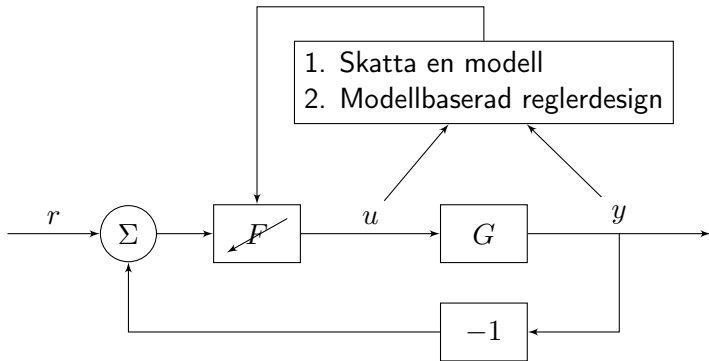 1. Skatta en modell
2. Modellbaserad reglerdesign
r
Σ
F
u
G
y
−1